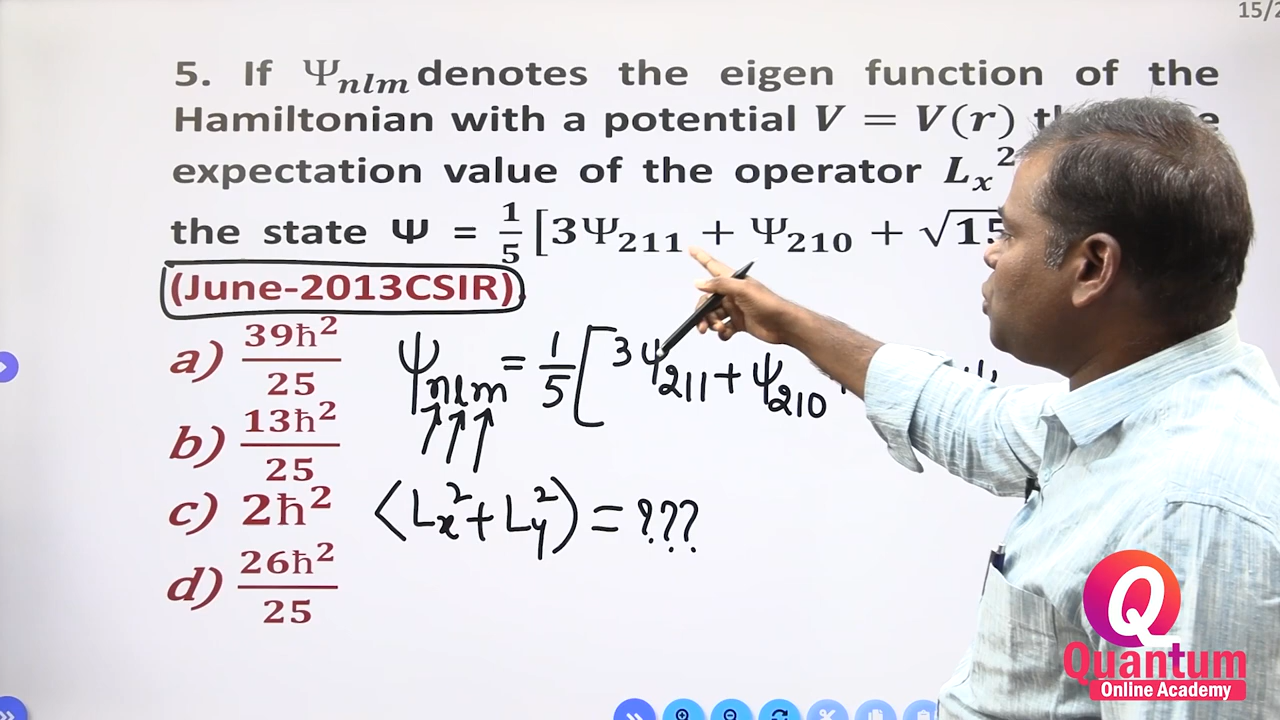 15/2
5. If Ψₙₗₘ denotes the eigen function of the
Hamiltonian with a potential V = V(r)
expectation value of the operator Lₓ²
the state Ψ = 1/5 [3Ψ₂₁₁ + Ψ₂₁₀ + √15
(June-2013CSIR)
a) 39ħ²/25
b) 13ħ²/25
c) 2ħ²
d) 26ħ²/25
Ψₙₗₘ = 1/5 [3Ψ₂₁₁ + Ψ₂₁₀
⟨Lₓ² + Ly²⟩ = ???
Q
Quantum
Online Academy